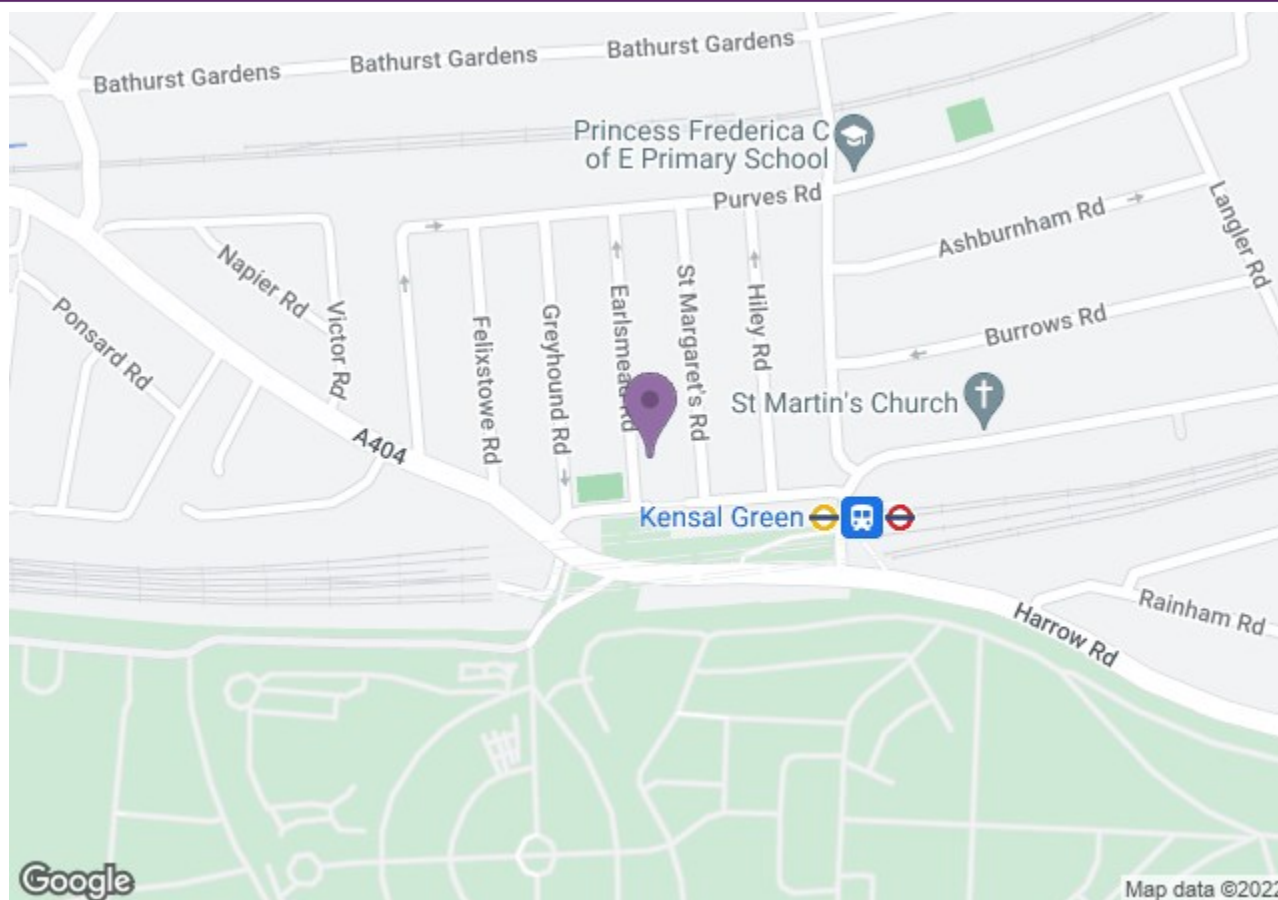 Bathurst Gardens
Bathurst Gardens
Bathurst Gardens
Princess Frederica C
of E Primary School
Purves Rd
Langler Rd
Ashburnham Rd
Napier Rd
Ponsard Rd
Victor Rd
Felixstowe Rd
Greyhound Rd
Earlsmead Rd
St Margaret's Rd
Hiley Rd
Burrows Rd
St Martin's Church
A404
Kensal Green
Rainham Rd
Harrow Rd
Google
Map data ©2022